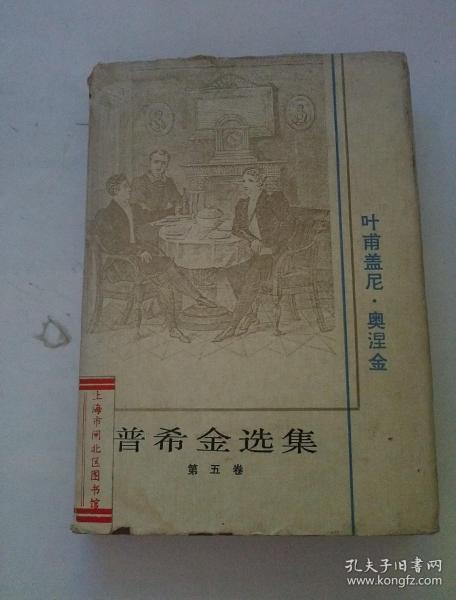 叶甫盖尼·奥涅金
普希金选集
第五卷
上海市闸北区图书馆
孔夫子旧书网
www.kongfz.com